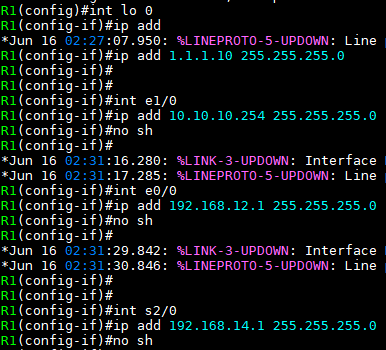 R1(config)#int lo 0
R1(config-if)#ip add
*Jun 16 02:27:07.950: %LINEPROTO-5-UPDOWN: Line p
R1(config-if)#ip add 1.1.1.10 255.255.255.0
R1(config-if)#
R1(config-if)#
R1(config-if)#int e1/0
R1(config-if)#ip add 10.10.10.254 255.255.255.0
R1(config-if)#no sh
R1(config-if)#
*Jun 16 02:31:16.280: %LINK-3-UPDOWN: Interface
*Jun 16 02:31:17.285: %LINEPROTO-5-UPDOWN: Line
R1(config-if)#int e0/0
R1(config-if)#ip add 192.168.12.1 255.255.255.0
R1(config-if)#no sh
R1(config-if)#
*Jun 16 02:31:29.842: %LINK-3-UPDOWN: Interface
*Jun 16 02:31:30.846: %LINEPROTO-5-UPDOWN: Line p
R1(config-if)#
R1(config-if)#
R1(config-if)#int s2/0
R1(config-if)#ip add 192.168.14.1 255.255.255.0
R1(config-if)#no sh